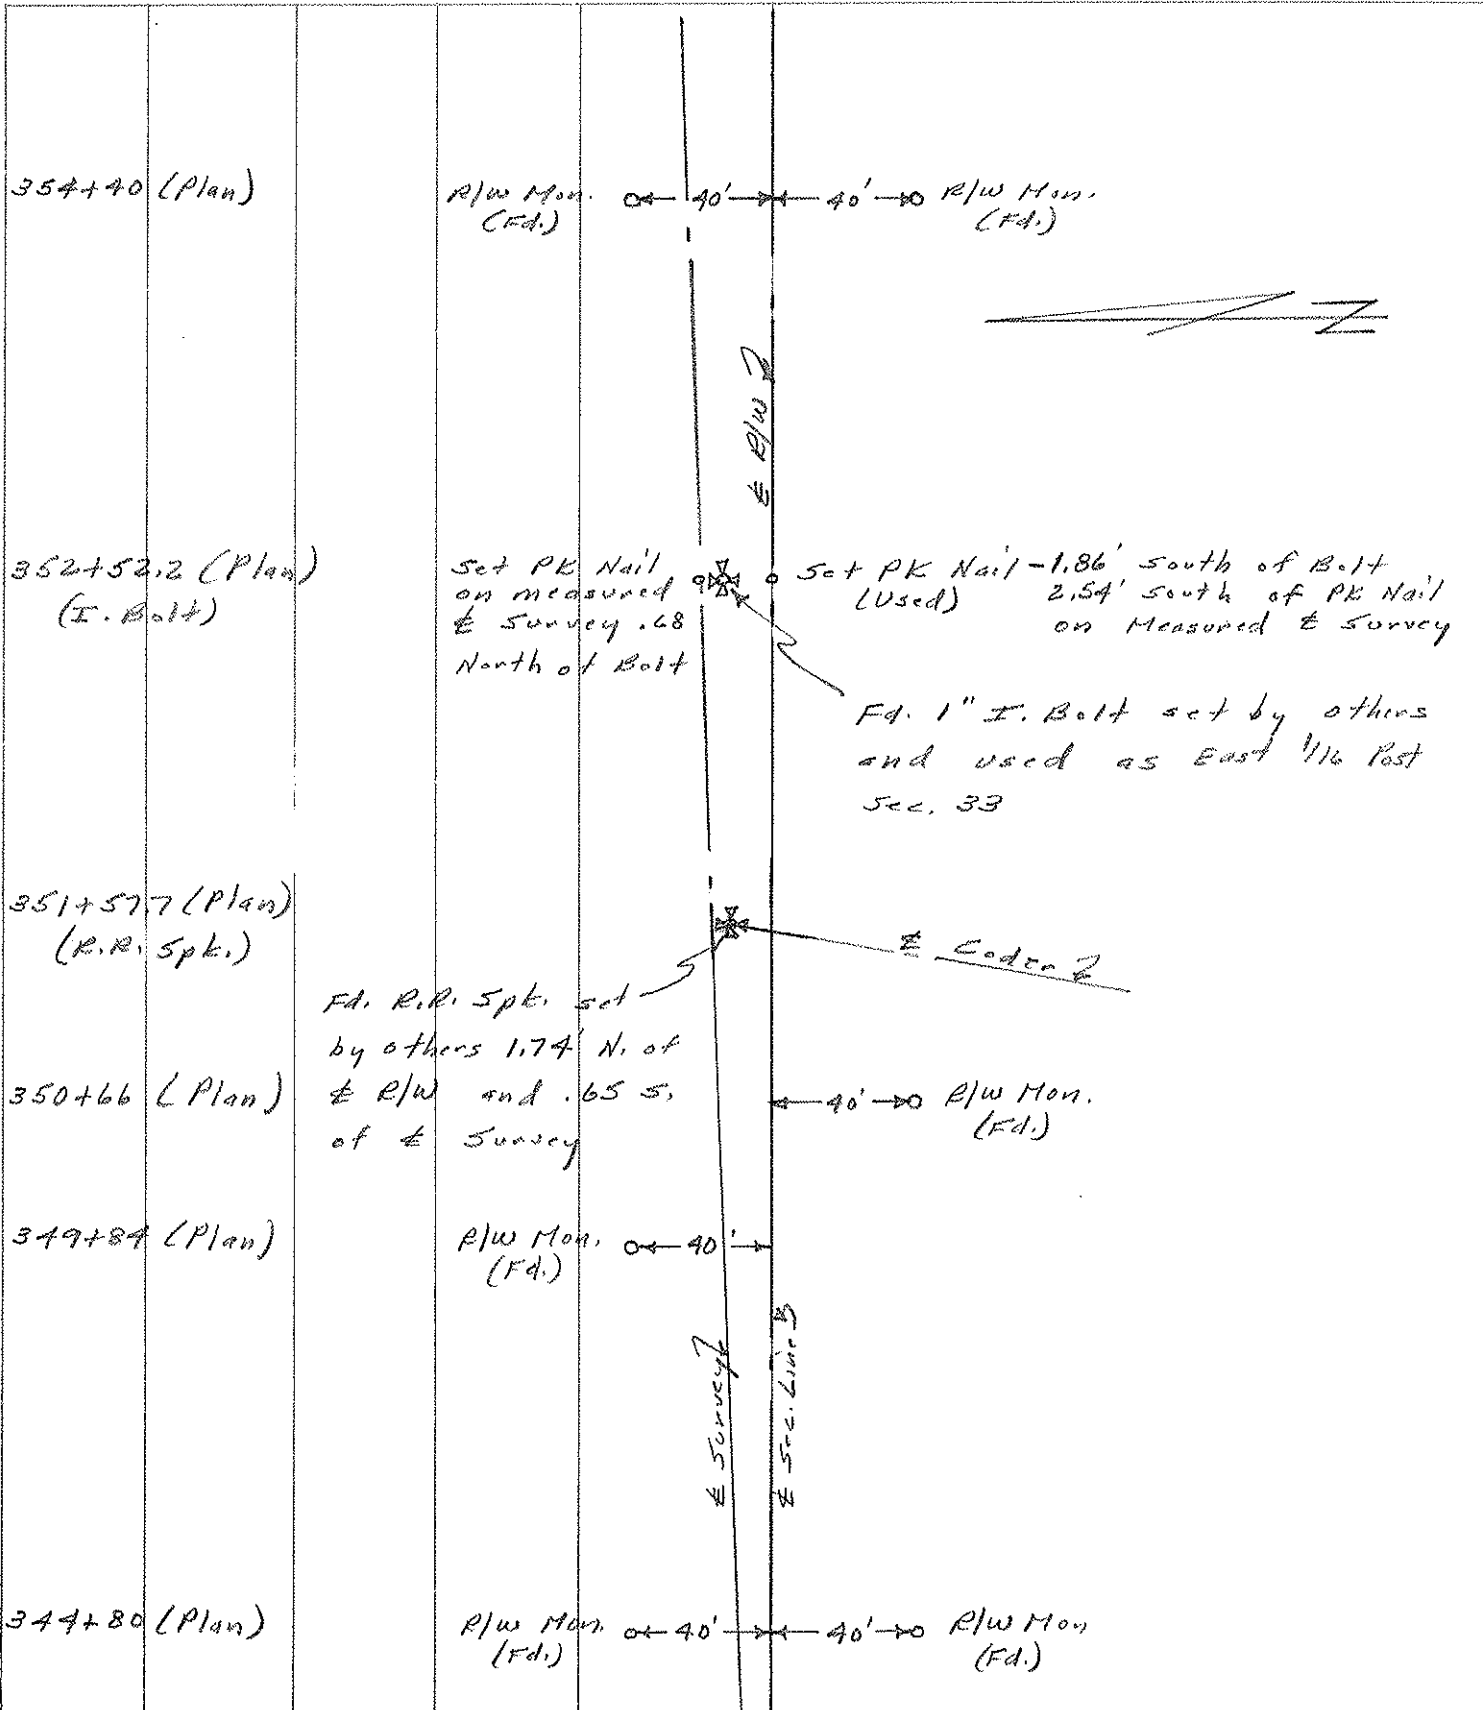 354+40 (Plan)
R/W Mon.
(Fd.)
40'
40'
R/W Mon.
(Fd.)
N
℄ R/W
352+52.2 (Plan)
(I. Bolt)
Set PK Nail
on measured
℄ Survey .68
North of Bolt
Set PK Nail - 1.86' South of Bolt
(Used) 2.54' South of PK Nail
on Measured ℄ Survey
Fd. 1" I. Bolt set by others
and used as East 1/16 Post
Sec. 33
351+57.7 (Plan)
(R.R. Spk.)
℄ Coder
Fd. R.R. Spk. set
by others 1.74' N. of
℄ R/W and .65 S.
of ℄ Survey
350+66 (Plan)
40'
R/W Mon.
(Fd.)
349+84 (Plan)
R/W Mon.
(Fd.)
40'
℄ Survey
℄ Sec. Line
344+80 (Plan)
R/W Mon.
(Fd.)
40'
40'
R/W Mon
(Fd.)